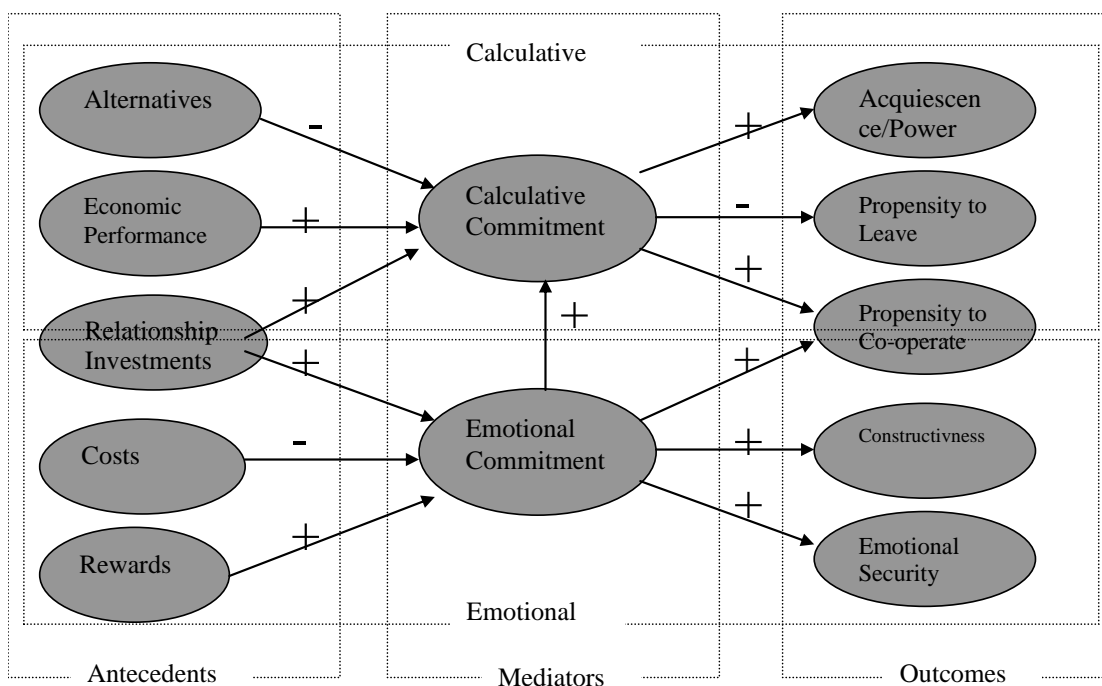 Calculative
Alternatives
-
+
Acquiescen
ce/Power
Economic
Performance
+
Calculative
Commitment
-
Propensity to
Leave
+
+
Relationship
Investments
+
+
+
Propensity to
Co-operate
Costs
-
Emotional
Commitment
+
Constructivness
Rewards
+
+
Emotional
Security
Emotional
Antecedents
Mediators
Outcomes